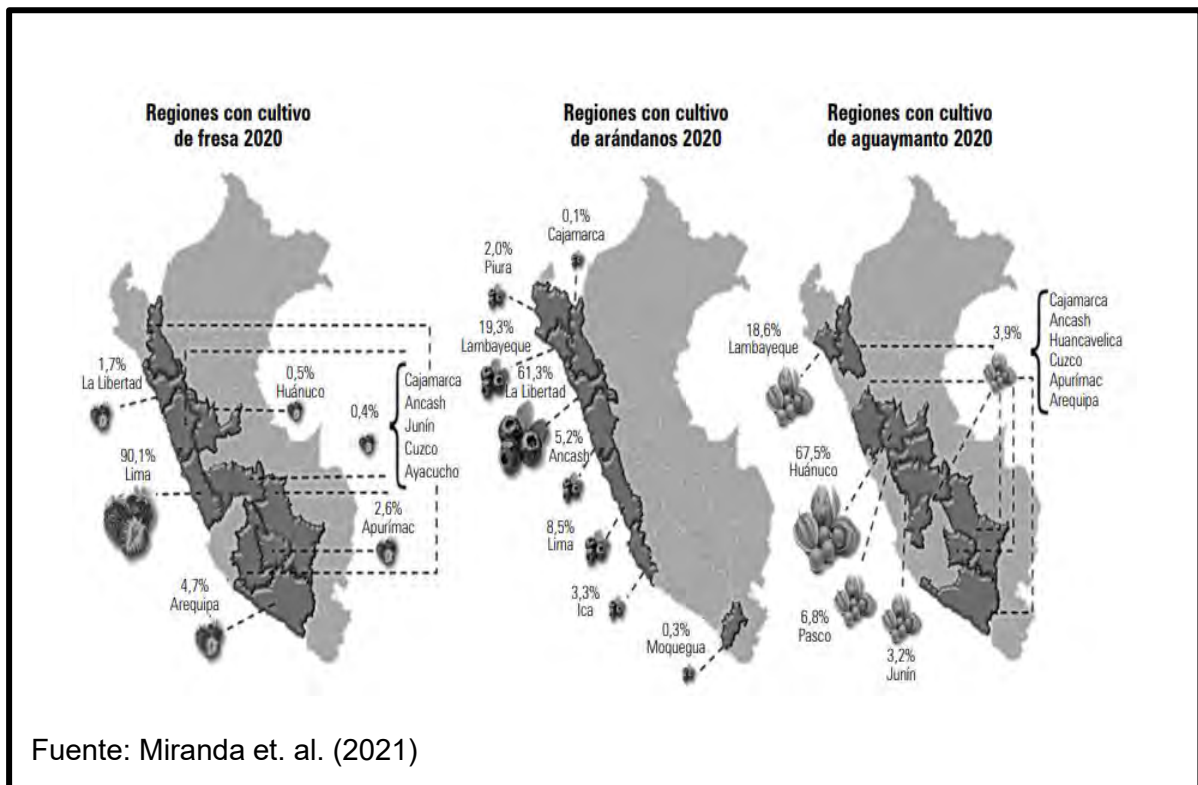 Regiones con cultivo
de fresa 2020
1,7%
La Libertad
0,5%
Huánuco
0,4%
Cajamarca
Ancash
Junín
Cuzco
Ayacucho
90,1%
Lima
2,6%
Apurímac
4,7%
Arequipa
Regiones con cultivo
de arándanos 2020
0,1%
Cajamarca
2,0%
Piura
19,3%
Lambayeque
61,3%
La Libertad
5,2%
Ancash
8,5%
Lima
3,3%
Ica
0,3%
Moquegua
Regiones con cultivo
de aguaymanto 2020
18,6%
Lambayeque
3,9%
Cajamarca
Ancash
Huancavelica
Cuzco
Apurímac
Arequipa
67,5%
Huánuco
6,8%
Pasco
3,2%
Junín
Fuente: Miranda et. al. (2021)